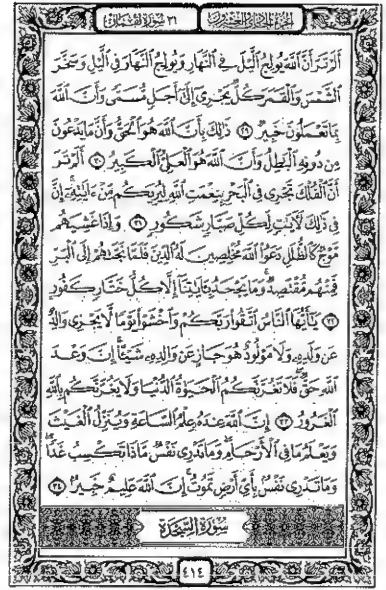 الجزء الحادي والعشرون ٣١ سورة لقمان
أَلَمْ تَرَ أَنَّ ٱللَّهَ يُولِجُ ٱلَّيْلَ فِى ٱلنَّهَارِ وَيُولِجُ ٱلنَّهَارَ فِى ٱلَّيْلِ وَسَخَّرَ
ٱلشَّمْسَ وَٱلْقَمَرَ كُلٌّ يَجْرِىٓ إِلَىٰٓ أَجَلٍ مُّسَمًّى وَأَنَّ ٱللَّهَ
بِمَا تَعْمَلُونَ خَبِيرٌ ٢٩ ذَٰلِكَ بِأَنَّ ٱللَّهَ هُوَ ٱلْحَقُّ وَأَنَّ مَا يَدْعُونَ
مِن دُونِهِ ٱلْبَٰطِلُ وَأَنَّ ٱللَّهَ هُوَ ٱلْعَلِىُّ ٱلْكَبِيرُ ٣٠ أَلَمْ تَرَ
أَنَّ ٱلْفُلْكَ تَجْرِى فِى ٱلْبَحْرِ بِنِعْمَتِ ٱللَّهِ لِيُرِيَكُم مِّنْ ءَايَٰتِهِۦٓ إِنَّ
فِى ذَٰلِكَ لَءَايَٰتٍ لِّكُلِّ صَبَّارٍ شَكُورٍ ٣١ وَإِذَا غَشِيَهُم
مَّوْجٌ كَٱلظُّلَلِ دَعَوُا۟ ٱللَّهَ مُخْلِصِينَ لَهُ ٱلدِّينَ فَلَمَّا نَجَّىٰهُمْ إِلَى ٱلْبَرِّ
فَمِنْهُم مُّقْتَصِدٌ وَمَا يَجْحَدُ بِـَٔايَٰتِنَآ إِلَّا كُلُّ خَتَّارٍ كَفُورٍ
٣٢ يَٰٓأَيُّهَا ٱلنَّاسُ ٱتَّقُوا۟ رَبَّكُمْ وَٱخْشَوْا۟ يَوْمًا لَّا يَجْزِى وَالِدٌ
عَن وَلَدِهِۦ وَلَا مَوْلُودٌ هُوَ جَازٍ عَن وَالِدِهِۦ شَيْـًٔا إِنَّ وَعْدَ
ٱللَّهِ حَقٌّ فَلَا تَغُرَّنَّكُمُ ٱلْحَيَوٰةُ ٱلدُّنْيَا وَلَا يَغُرَّنَّكُم بِٱللَّهِ
ٱلْغَرُورُ ٣٣ إِنَّ ٱللَّهَ عِندَهُۥ عِلْمُ ٱلسَّاعَةِ وَيُنَزِّلُ ٱلْغَيْثَ
وَيَعْلَمُ مَا فِى ٱلْأَرْحَامِ وَمَا تَدْرِى نَفْسٌ مَّاذَا تَكْسِبُ غَدًا
وَمَا تَدْرِى نَفْسٌۢ بِأَىِّ أَرْضٍ تَمُوتُ إِنَّ ٱللَّهَ عَلِيمٌ خَبِيرٌۢ ٣٤
سُورَةُ السَّجْدَةِ
٤١٤